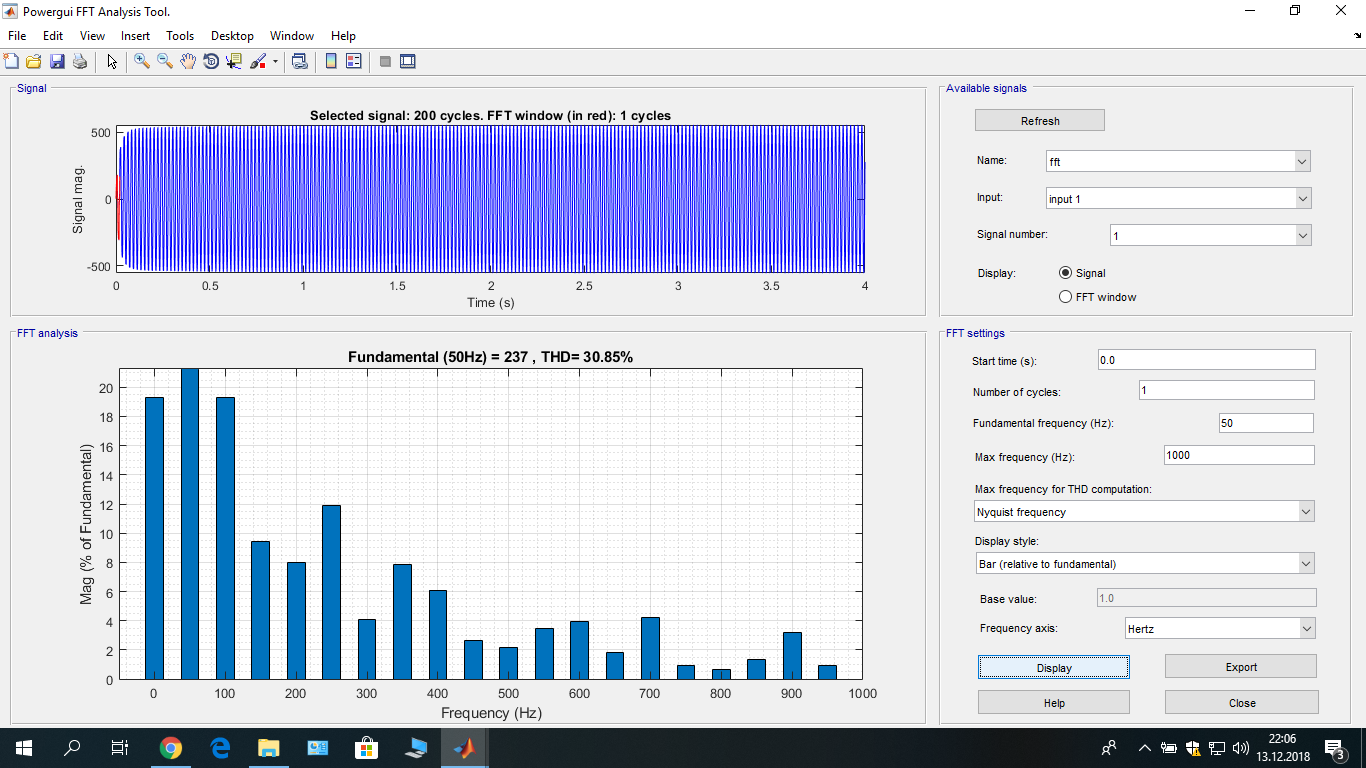 Powergui FFT Analysis Tool.
File Edit View Insert Tools Desktop Window Help
Signal
Selected signal: 200 cycles. FFT window (in red): 1 cycles
Signal mag.
500
0
-500
0 0.5 1 1.5 2 2.5 3 3.5 4
Time (s)
FFT analysis
Fundamental (50Hz) = 237 , THD= 30.85%
Mag (% of Fundamental)
20
18
16
14
12
10
8
6
4
2
0
0 100 200 300 400 500 600 700 800 900 1000
Frequency (Hz)
Available signals
Refresh
Name: fft
Input: input 1
Signal number: 1
Display: Signal
FFT window
FFT settings
Start time (s): 0.0
Number of cycles: 1
Fundamental frequency (Hz): 50
Max frequency (Hz): 1000
Max frequency for THD computation:
Nyquist frequency
Display style:
Bar (relative to fundamental)
Base value: 1.0
Frequency axis: Hertz
Display Export
Help Close
22:06
13.12.2018
3